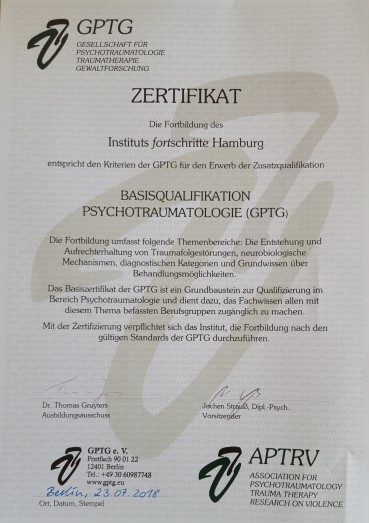 GPTG
GESELLSCHAFT FÜR
PSYCHOTRAUMATOLOGIE
TRAUMATHERAPIE
GEWALTFORSCHUNG
ZERTIFIKAT
Die Fortbildung des
Instituts fortschritte Hamburg
entspricht den Kriterien der GPTG für den Erwerb der Zusatzqualifikation
BASISQUALIFIKATION
PSYCHOTRAUMATOLOGIE (GPTG)
Die Fortbildung umfasst folgende Themenbereiche: Die Entstehung und
Aufrechterhaltung von Traumafolgestörungen, neurobiologische
Mechanismen, diagnostischen Kategorien und Grundwissen über
Behandlungsmöglichkeiten.
Das Basiszertifikat der GPTG ist ein Grundbaustein zur Qualifizierung im
Bereich Psychotraumatologie und dient dazu, das Fachwissen allen mit
diesem Thema befassten Berufsgruppen zugänglich zu machen.
Mit der Zertifizierung verpflichtet sich das Institut, die Fortbildung nach den
gültigen Standards der GPTG durchzuführen.
Dr. Thomas Gruyters
Ausbildungsausschuss
Jochen Strauß, Dipl.-Psych.
Vorsitzender
GPTG e. V.
Postfach 90 01 22
12401 Berlin
Tel.: +49 30 60987748
www.gptg.eu
Berlin, 23.07.2018
Ort, Datum, Stempel
APTRV
ASSOCIATION FOR
PSYCHOTRAUMATOLOGY
TRAUMA THERAPY
RESEARCH ON VIOLENCE